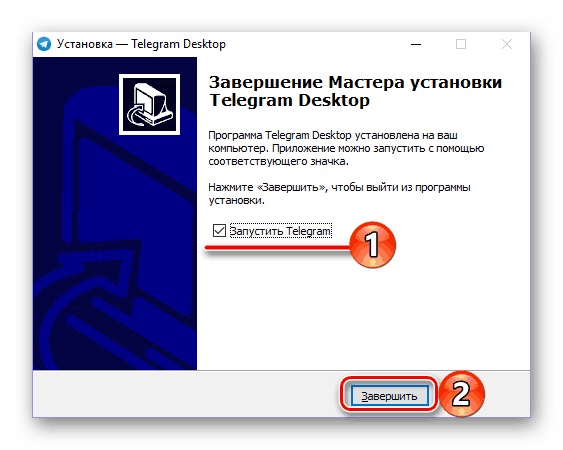 Установка — Telegram Desktop
Завершение Мастера установки
Telegram Desktop
Программа Telegram Desktop установлена на ваш
компьютер. Приложение можно запустить с помощью
соответствующего значка.
Нажмите «Завершить», чтобы выйти из программы
установки.
Запустить Telegram
1
Завершить
2